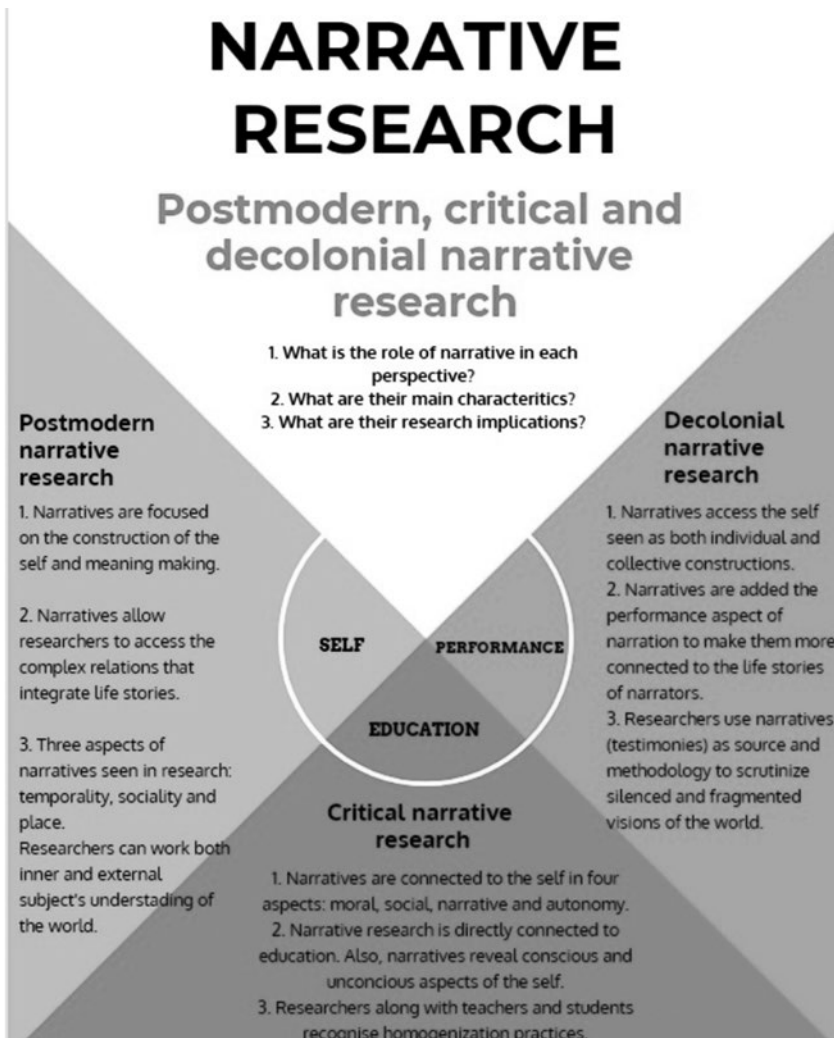 NARRATIVE
RESEARCH
Postmodern, critical and
decolonial narrative
research
1. What is the role of narrative in each
perspective?
2. What are their main characteritics?
3. What are their research implications?
Postmodern
narrative
research
1. Narratives are focused
on the construction of the
self and meaning making.
2. Narratives allow
researchers to access the
complex relations that
integrate life stories.
3. Three aspects of
narratives seen in research:
temporality, sociality and
place.
Researchers can work both
inner and external
subject's understading of
the world.
SELF
PERFORMANCE
EDUCATION
Critical narrative
research
1. Narratives are connected to the self in four
aspects: moral, social, narrative and autonomy.
2. Narrative research is directly connected to
education. Also, narratives reveal conscious and
unconcious aspects of the self.
3. Researchers along with teachers and students
recognise homogenization practices.
Decolonial
narrative
research
1. Narratives access the self
seen as both individual and
collective constructions.
2. Narratives are added the
performance aspect of
narration to make them more
connected to the life stories
of narrators.
3. Researchers use narratives
(testimonies) as source and
methodology to scrutinize
silenced and fragmented
visions of the world.